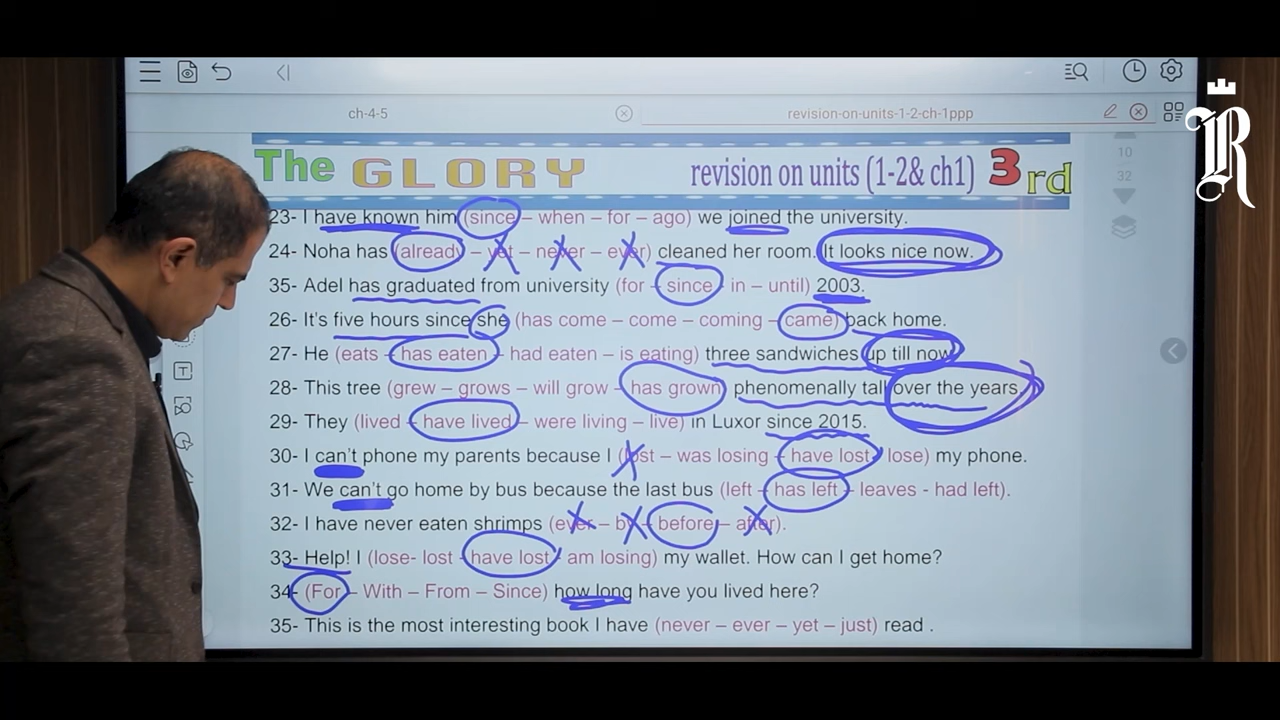 ch-4-5
revision-on-units-1-2-ch-1ppp
The GLORY revision on units (1-2& ch1) 3rd
10
32
23- I have known him (since – when – for – ago) we joined the university.
24- Noha has (already – yet – never – ever) cleaned her room. It looks nice now.
35- Adel has graduated from university (for – since – in – until) 2003.
26- It's five hours since she (has come – come – coming – came) back home.
27- He (eats – has eaten – had eaten – is eating) three sandwiches up till now.
28- This tree (grew – grows – will grow – has grown) phenomenally tall over the years.
29- They (lived – have lived – were living – live) in Luxor since 2015.
30- I can't phone my parents because I (lost – was losing – have lost – lose) my phone.
31- We can't go home by bus because the last bus (left – has left – leaves - had left).
32- I have never eaten shrimps (ever – by – before – after).
33- Help! I (lose- lost - have lost - am losing) my wallet. How can I get home?
34- (For – With – From – Since) how long have you lived here?
35- This is the most interesting book I have (never – ever – yet – just) read .
R